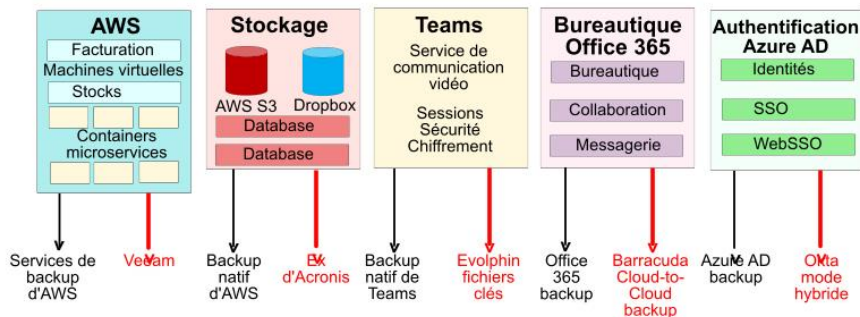 AWS
Facturation
Machines virtuelles
Stocks
Containers
microservices
Stockage
AWS S3
Dropbox
Database
Database
Teams
Service de
communication
vidéo
Sessions
Sécurité
Chiffrement
Bureautique
Office 365
Bureautique
Collaboration
Messagerie
Authentification
Azure AD
Identités
SSO
WebSSO
Services de
backup
d'AWS
Veeam
Backup
natif
d'AWS
Ex
d'Acronis
Backup
natif de
Teams
Evolphin
fichiers
clés
Office
365
backup
Barracuda
Cloud-to-
Cloud
backup
Azure AD
backup
Okta
mode
hybride